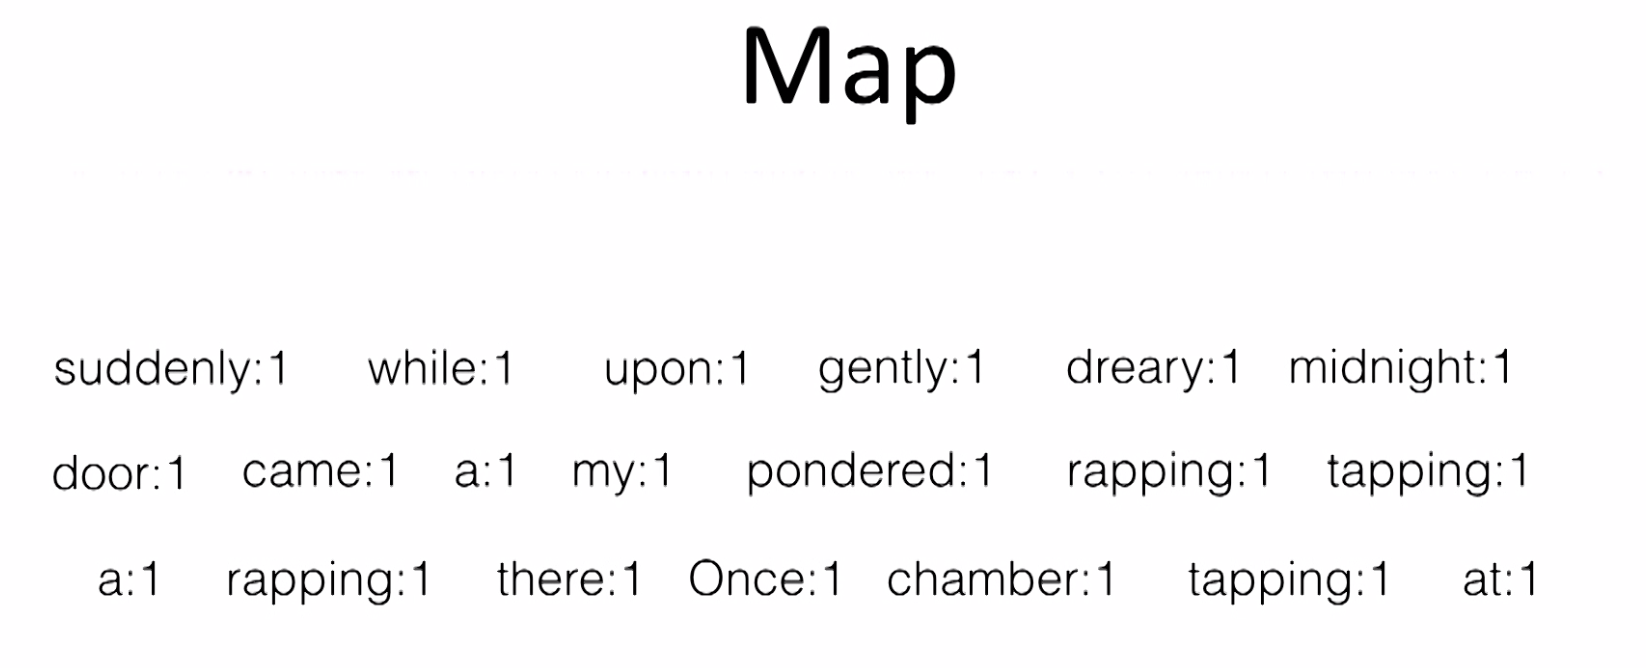 Map
suddenly:1 while:1 upon:1 gently:1 dreary:1 midnight:1
door:1 came:1 a:1 my:1 pondered:1 rapping:1 tapping:1
a:1 rapping:1 there:1 Once:1 chamber:1 tapping:1 at:1